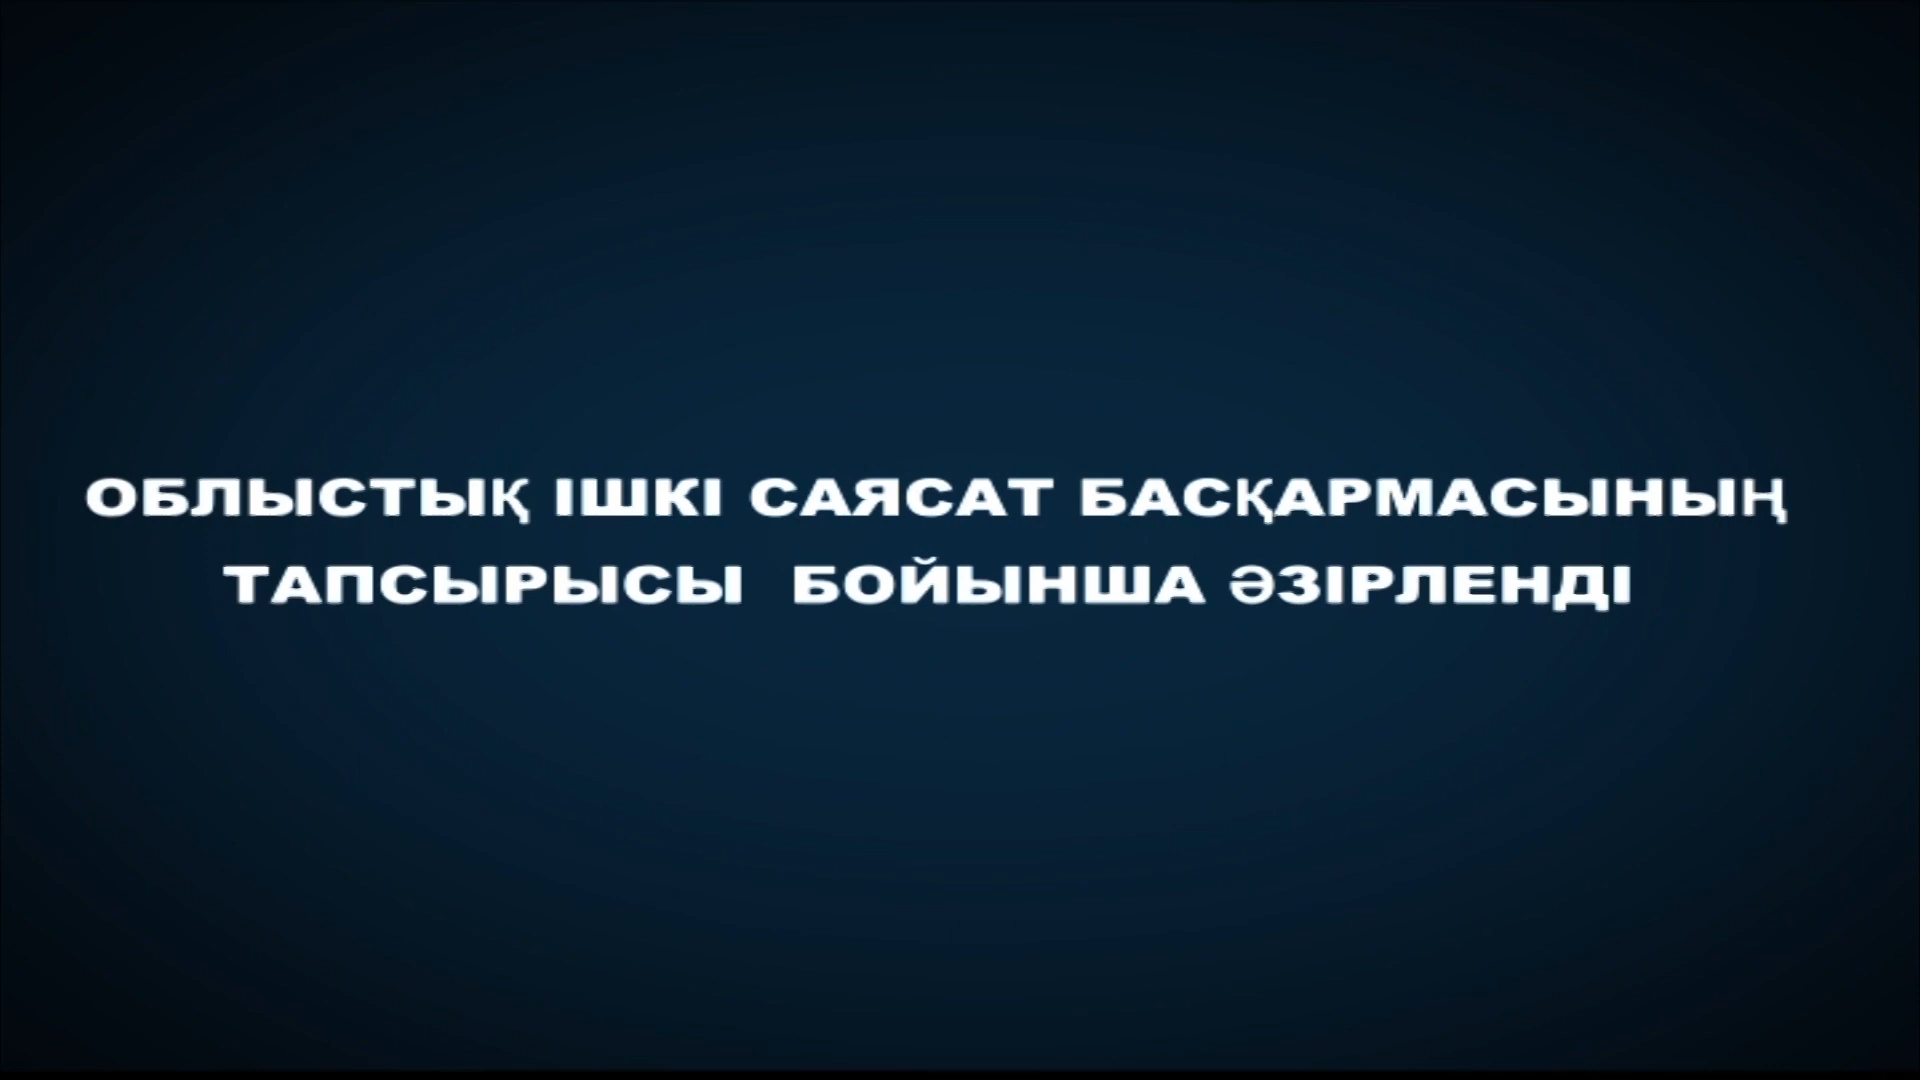 ОБЛЫСТЫҚ ІШКІ САЯСАТ БАСҚАРМАСЫНЫҢ
ТАПСЫРЫСЫ БОЙЫНША ӘЗІРЛЕНДІ